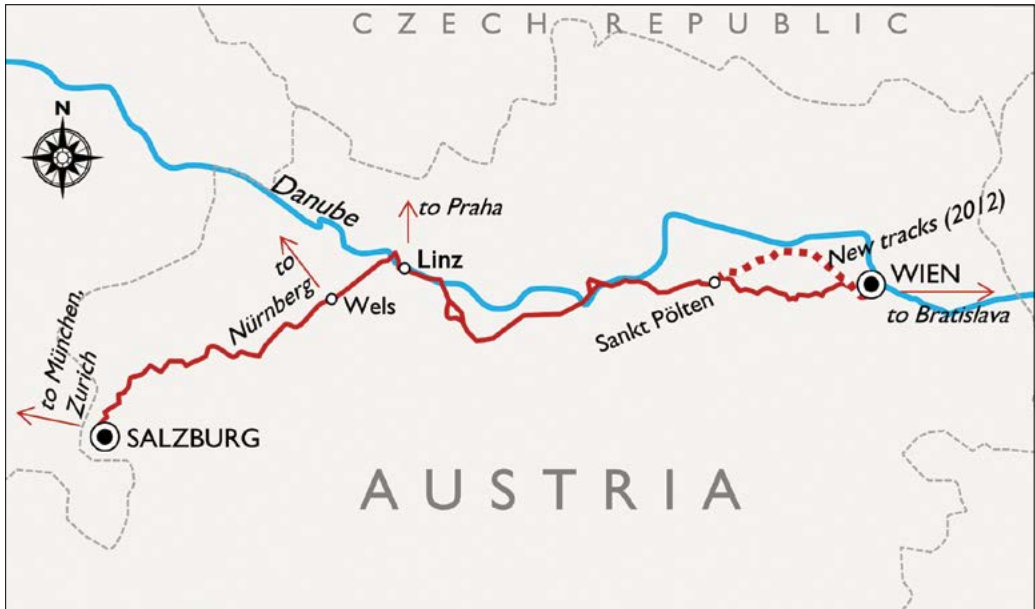 CZECH REPUBLIC
N
Danube
to Praha
Linz
New tracks (2012)
WIEN
to
Nürnberg
Wels
Sankt Pölten
to Bratislava
to München,
Zurich
SALZBURG
AUSTRIA